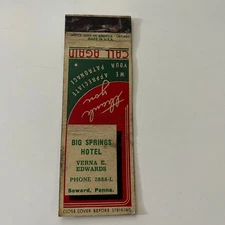 CALL AGAIN
WE
APPRECIATE
YOUR
PATRONAGE
Thank
you
BIG SPRINGS
HOTEL
VERNA E.
EDWARDS
PHONE 3888-L
Seward, Penna.
CLOSE COVER BEFORE STRIKING